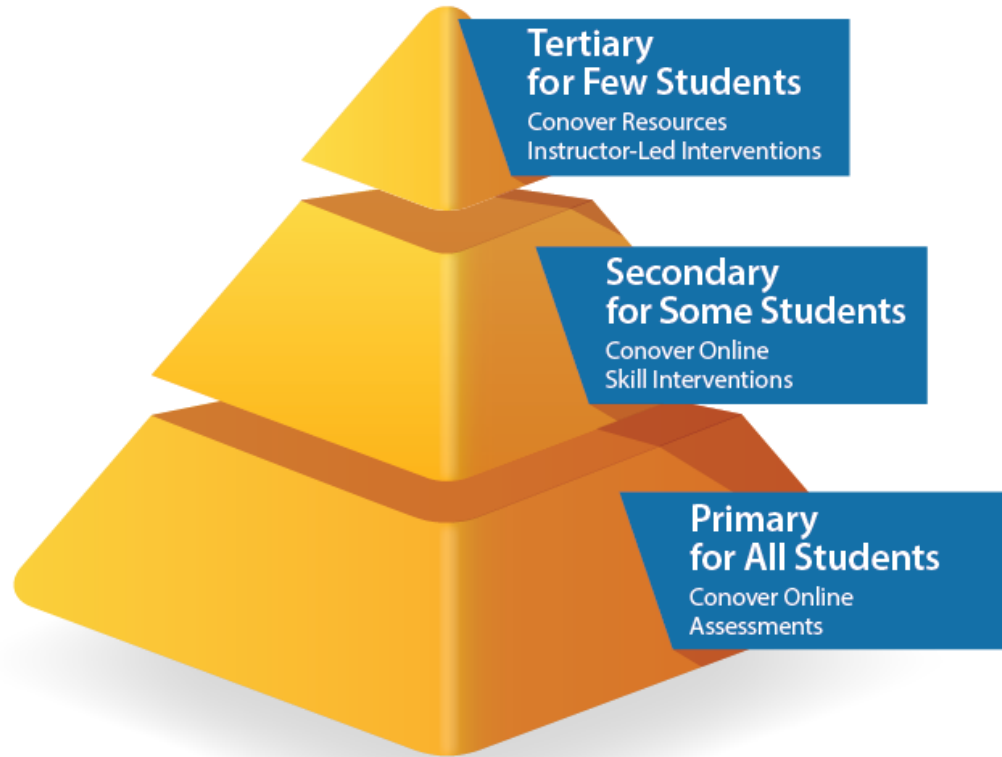 Tertiary
for Few Students
Conover Resources
Instructor-Led Interventions
Secondary
for Some Students
Conover Online
Skill Interventions
Primary
for All Students
Conover Online
Assessments